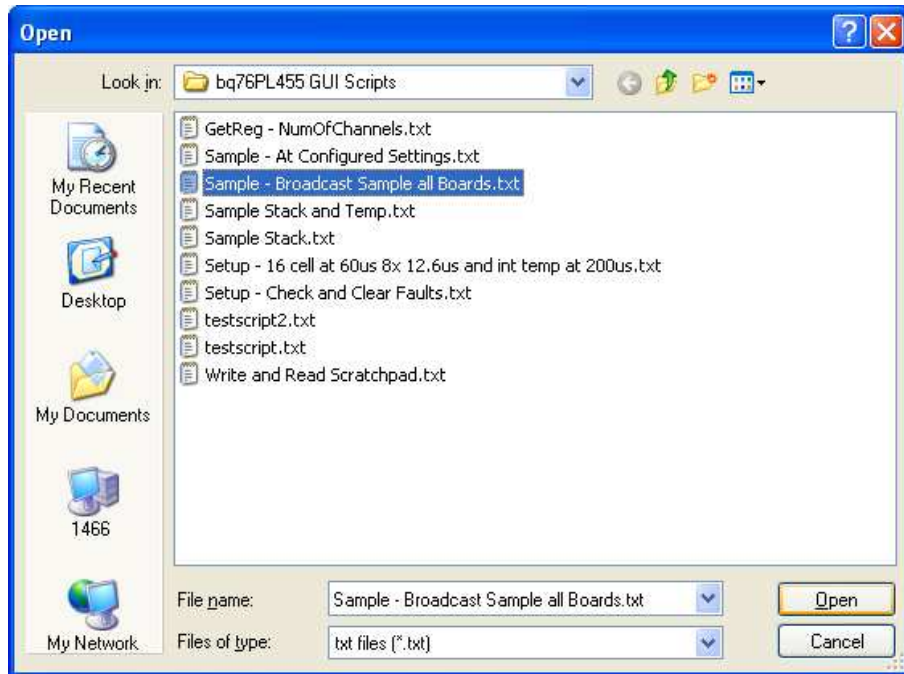 Open
Look in:
bq76PL455 GUI Scripts
My Recent
Documents
Desktop
My Documents
1466
My Network
GetReg - NumOfChannels.txt
Sample - At Configured Settings.txt
Sample - Broadcast Sample all Boards.txt
Sample Stack and Temp.txt
Sample Stack.txt
Setup - 16 cell at 60us 8x 12.6us and int temp at 200us.txt
Setup - Check and Clear Faults.txt
testscript2.txt
testscript.txt
Write and Read Scratchpad.txt
File name:
Sample - Broadcast Sample all Boards.txt
Open
Files of type:
txt files (*.txt)
Cancel